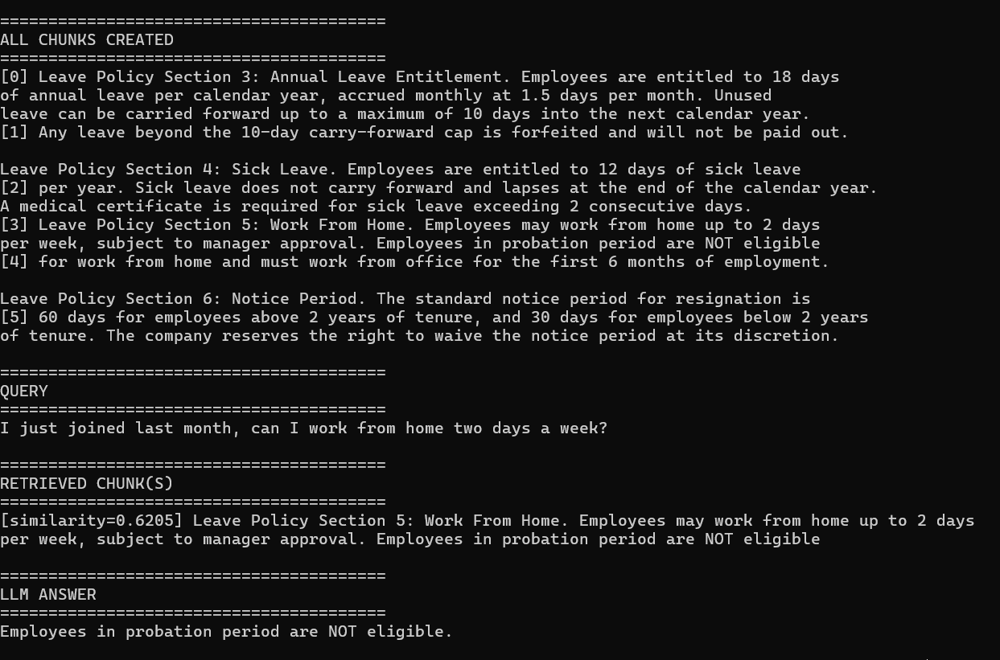 ========================================
ALL CHUNKS CREATED
========================================
[0] Leave Policy Section 3: Annual Leave Entitlement. Employees are entitled to 18 days
of annual leave per calendar year, accrued monthly at 1.5 days per month. Unused
leave can be carried forward up to a maximum of 10 days into the next calendar year.
[1] Any leave beyond the 10-day carry-forward cap is forfeited and will not be paid out.

Leave Policy Section 4: Sick Leave. Employees are entitled to 12 days of sick leave
[2] per year. Sick leave does not carry forward and lapses at the end of the calendar year.
A medical certificate is required for sick leave exceeding 2 consecutive days.
[3] Leave Policy Section 5: Work From Home. Employees may work from home up to 2 days
per week, subject to manager approval. Employees in probation period are NOT eligible
[4] for work from home and must work from office for the first 6 months of employment.

Leave Policy Section 6: Notice Period. The standard notice period for resignation is
[5] 60 days for employees above 2 years of tenure, and 30 days for employees below 2 years
of tenure. The company reserves the right to waive the notice period at its discretion.

========================================
QUERY
========================================
I just joined last month, can I work from home two days a week?

========================================
RETRIEVED CHUNK(S)
========================================
[similarity=0.6205] Leave Policy Section 5: Work From Home. Employees may work from home up to 2 days
per week, subject to manager approval. Employees in probation period are NOT eligible

========================================
LLM ANSWER
========================================
Employees in probation period are NOT eligible.